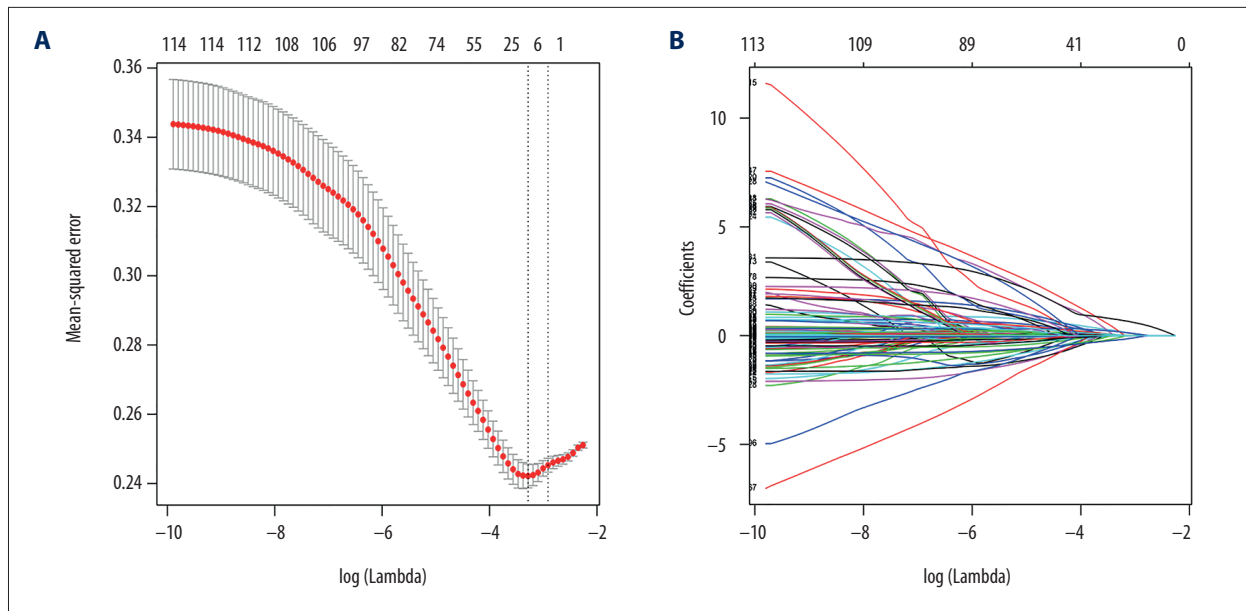 A
114 114 112 108 106 97 82 74 55 25 6 1
0.36
0.34
0.32
0.30
0.28
0.26
0.24
Mean-squared error
−10 −8 −6 −4 −2
log (Lambda)
B
113 109 89 41 0
10
5
0
−5
Coefficients
−10 −8 −6 −4 −2
log (Lambda)